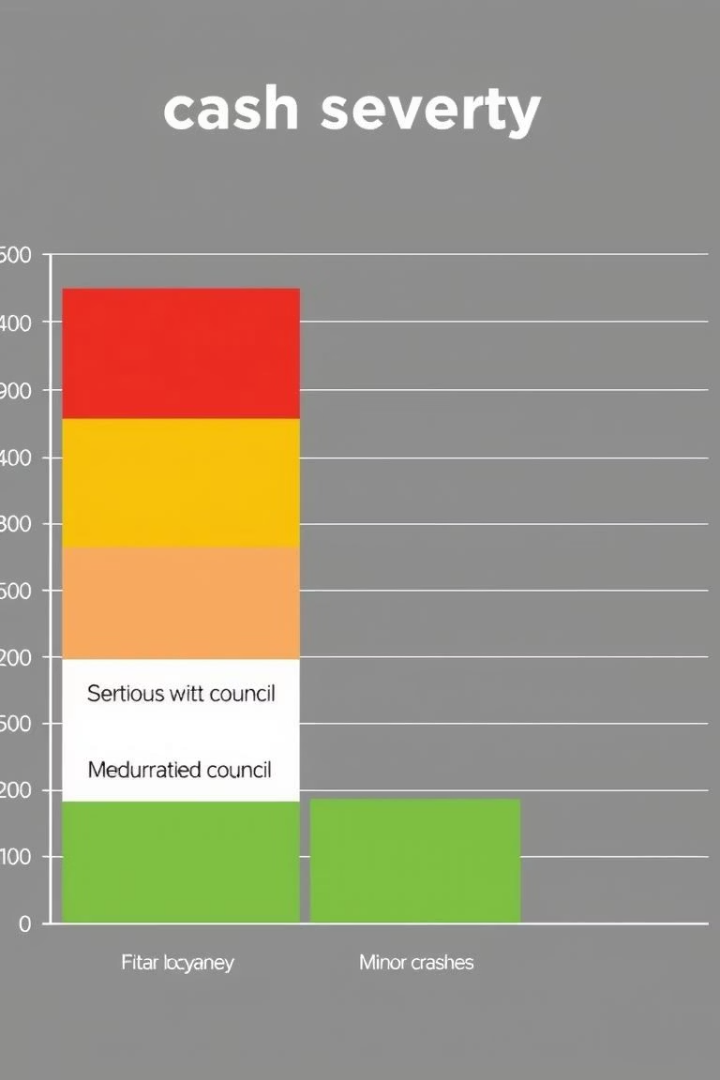 cash severty
500
400
900
400
300
500
200
Sertious witt council
500
Medurratied council
200
100
0
Fitar locyaney
Minor crashes